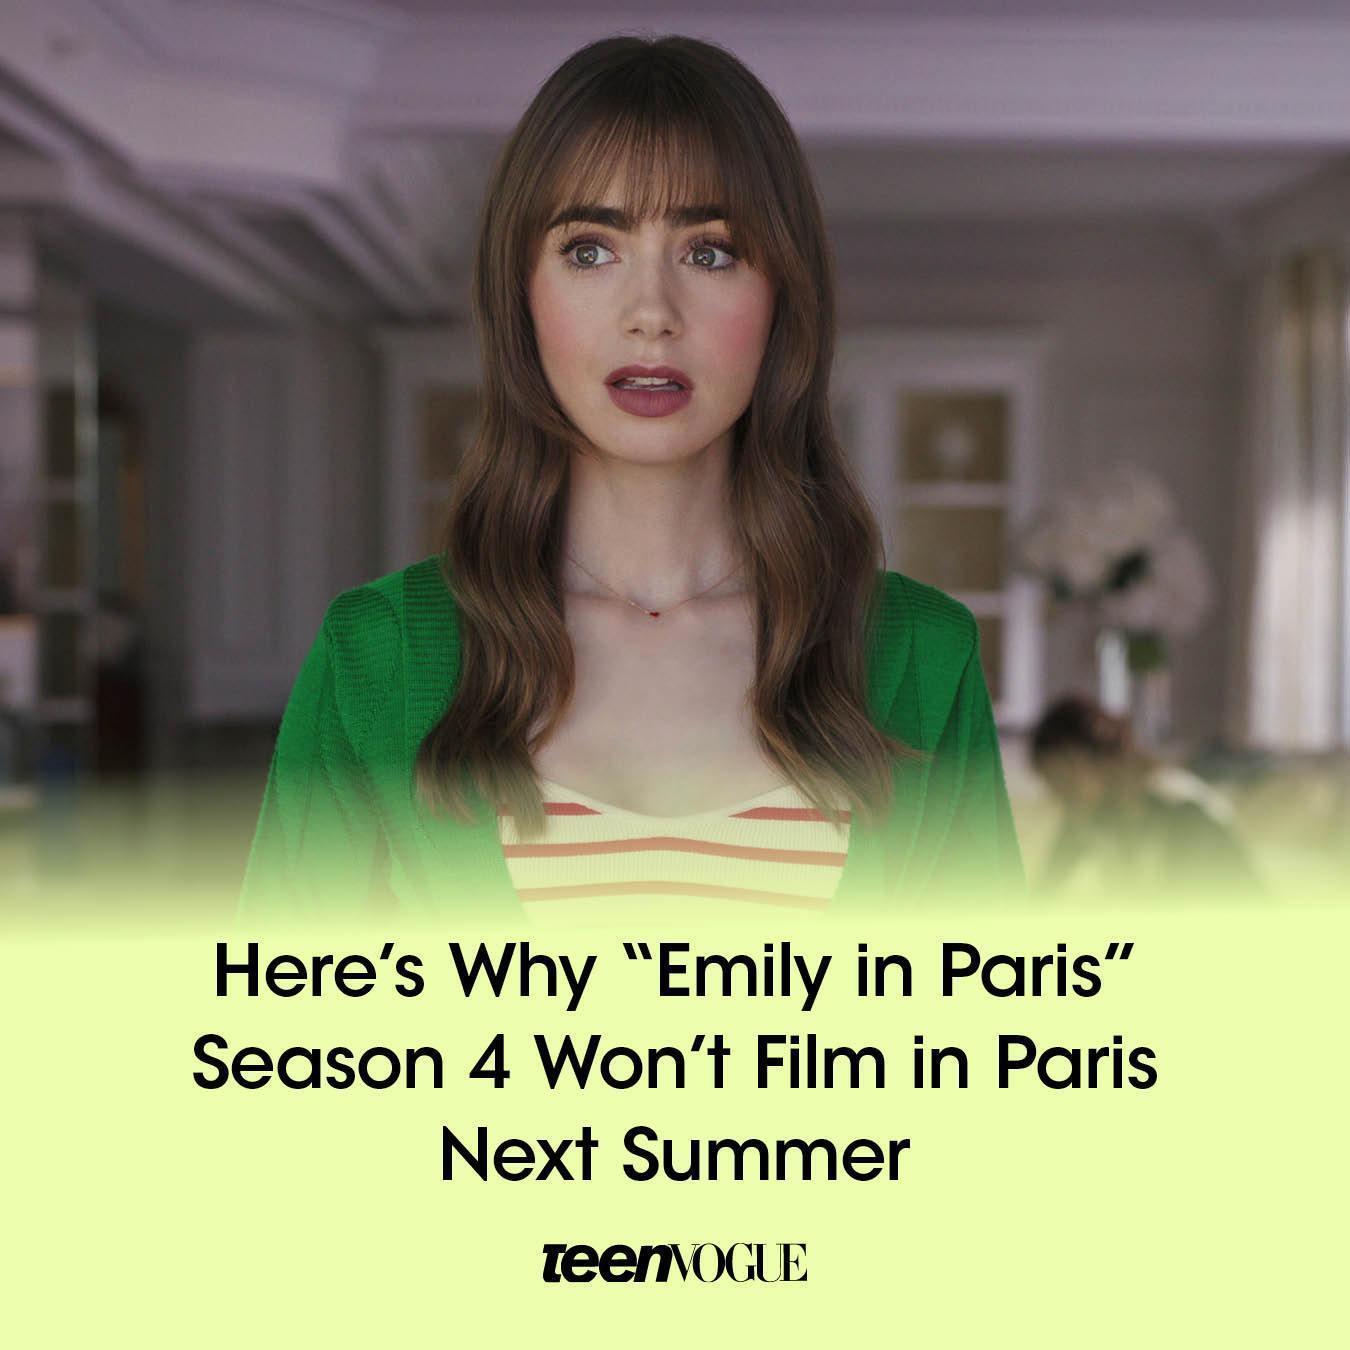 Here’s Why “Emily in Paris”
Season 4 Won’t Film in Paris
Next Summer
teenVOGUE